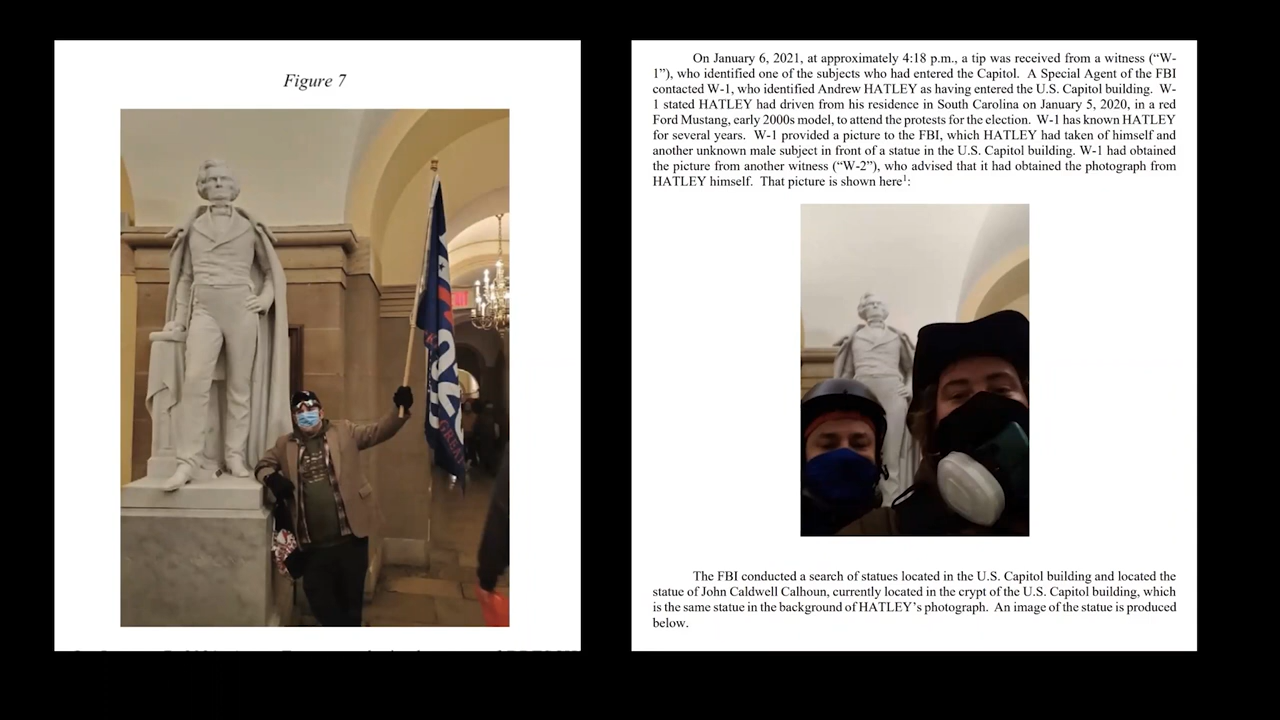 Figure 7
On January 6, 2021, at approximately 4:18 p.m., a tip was received from a witness (“W-
1”), who identified one of the subjects who had entered the Capitol. A Special Agent of the FBI
contacted W-1, who identified Andrew HATLEY as having entered the U.S. Capitol building. W-
1 stated HATLEY had driven from his residence in South Carolina on January 5, 2020, in a red
Ford Mustang, early 2000s model, to attend the protests for the election. W-1 has known HATLEY
for several years. W-1 provided a picture to the FBI, which HATLEY had taken of himself and
another unknown male subject in front of a statue in the U.S. Capitol building. W-1 had obtained
the picture from another witness (“W-2”), who advised that it had obtained the photograph from
HATLEY himself. That picture is shown here1:
The FBI conducted a search of statues located in the U.S. Capitol building and located the
statue of John Caldwell Calhoun, currently located in the crypt of the U.S. Capitol building, which
is the same statue in the background of HATLEY’s photograph. An image of the statue is produced
below.